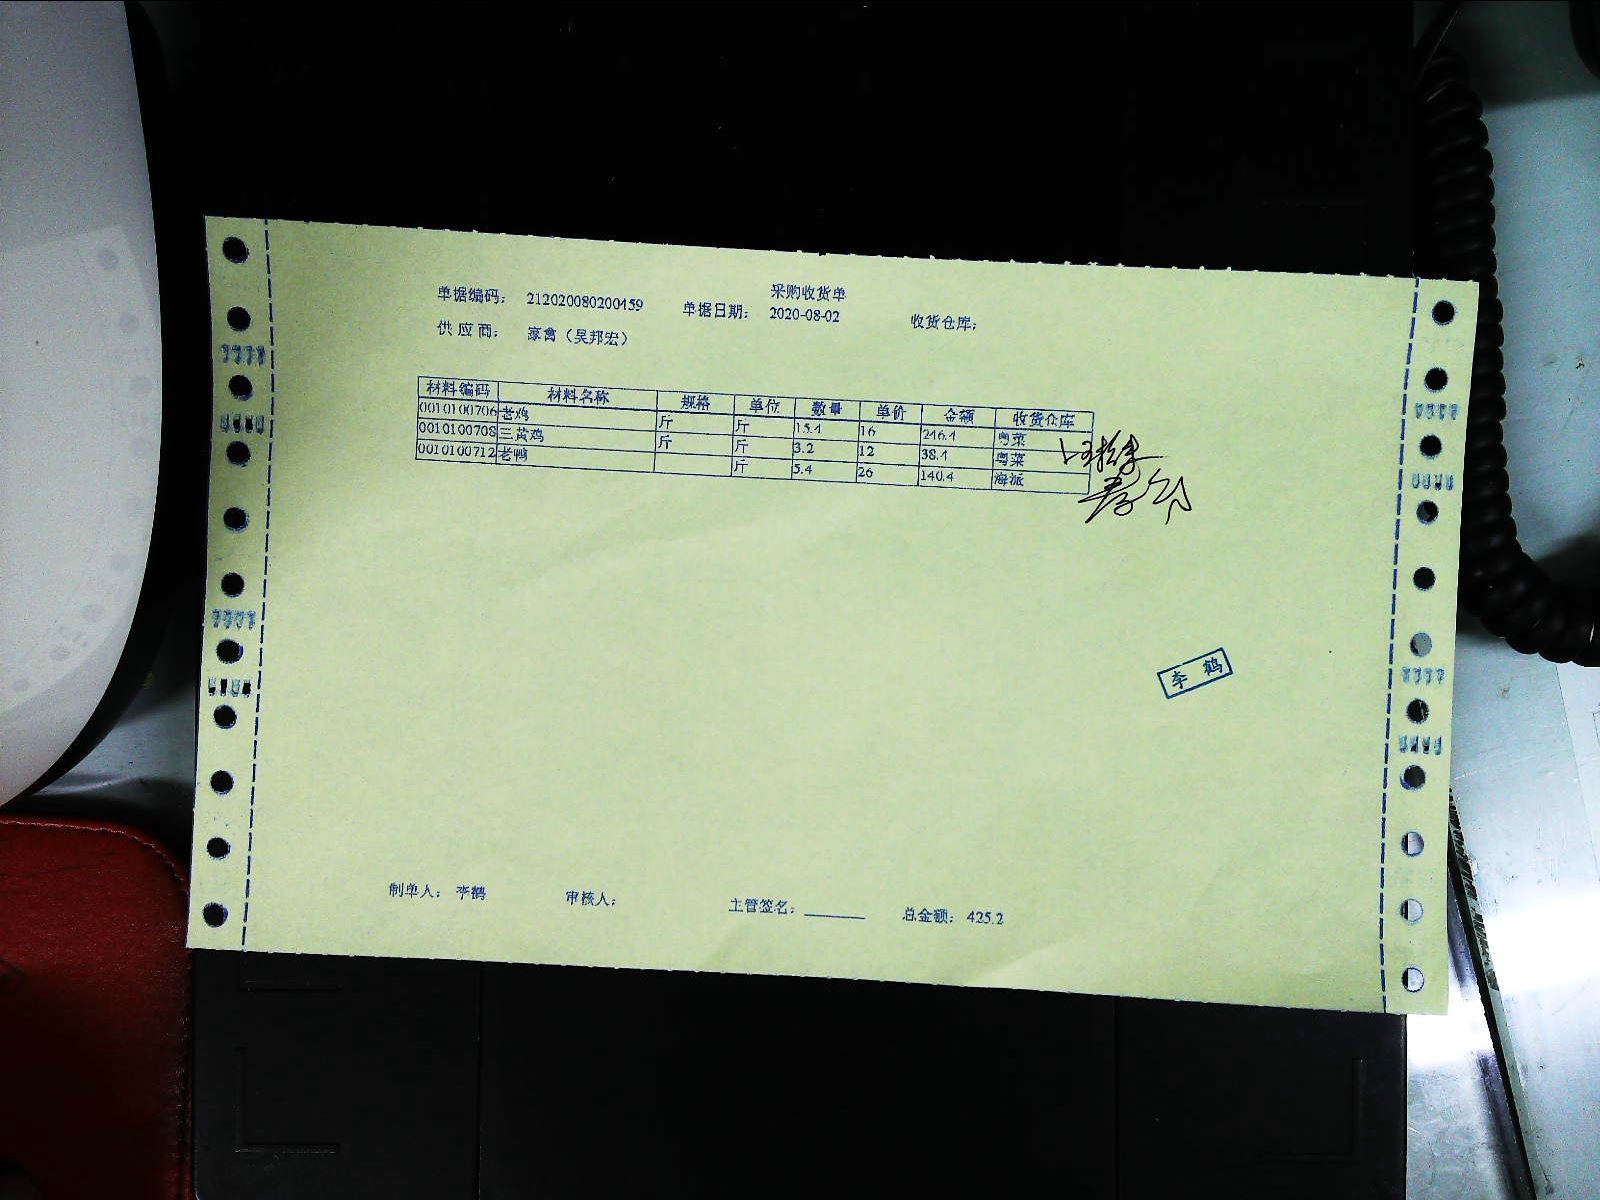 采购收货单
单据编码： 212020080200459 单据日期： 2020-08-02 收货仓库：
供应商： 豪禽（吴邦宏）
材料编码 材料名称 规格 单位 数量 单价 金额 收货仓库
0010100706 老鸡 斤 斤 15.4 16 246.4 粤菜
0010100708 三黄鸡 斤 斤 3.2 12 38.4 粤菜
0010100712 老鸭 斤 5.4 26 140.4 海派
李鹤
制单人： 李鹤 审核人： 主管签名： 总金额： 425.2